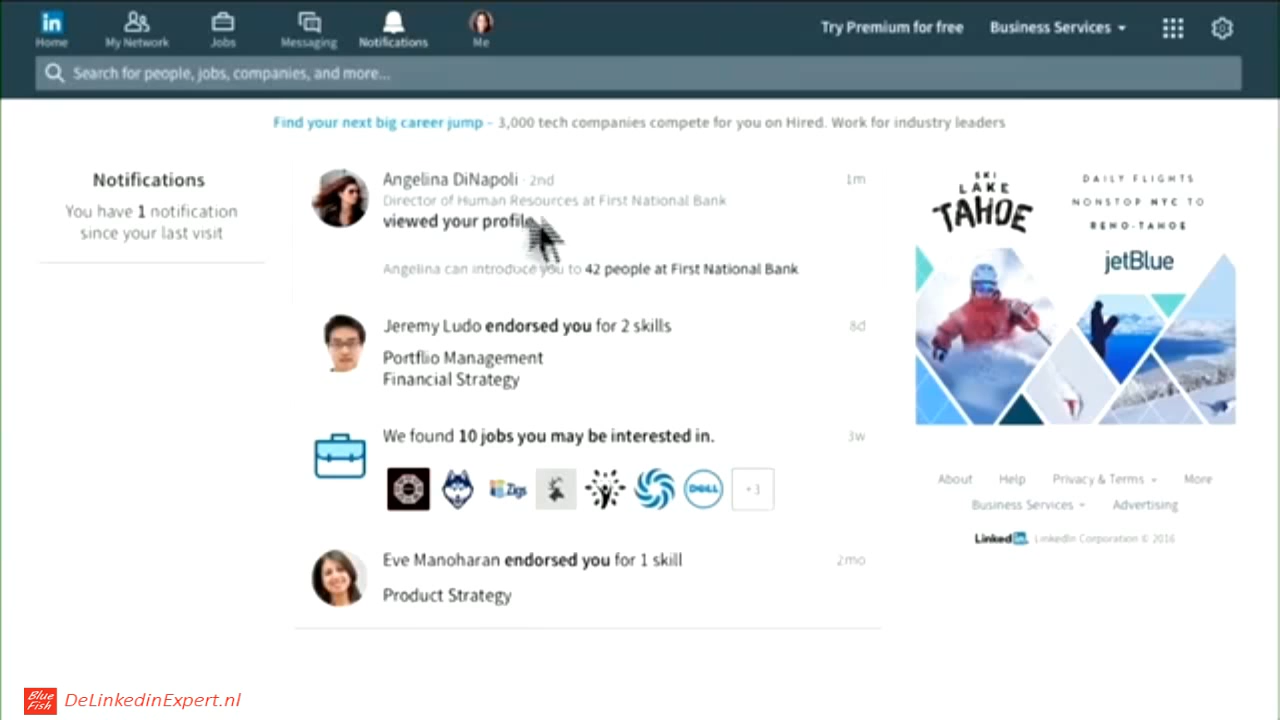 in
Home
My Network
Jobs
Messaging
Notifications
Me
Try Premium for free
Business Services
Search for people, jobs, companies, and more...
Find your next big career jump - 3,000 tech companies compete for you on Hired. Work for industry leaders
Notifications
You have 1 notification
since your last visit
Angelina DiNapoli · 2nd
1m
Director of Human Resources at First National Bank
viewed your profile
Angelina can introduce you to 42 people at First National Bank
Jeremy Ludo endorsed you for 2 skills
8d
Portflio Management
Financial Strategy
We found 10 jobs you may be interested in.
3w
Zigs
DELL
+3
Eve Manoharan endorsed you for 1 skill
2mo
Product Strategy
SKI
LAKE
TAHOE
DAILY FLIGHTS
NONSTOP NYC TO
RENO-TAHOE
jetBlue
About
Help
Privacy & Terms
More
Business Services
Advertising
Linked in
LinkedIn Corporation © 2016
Blue
Fish
DeLinkedinExpert.nl